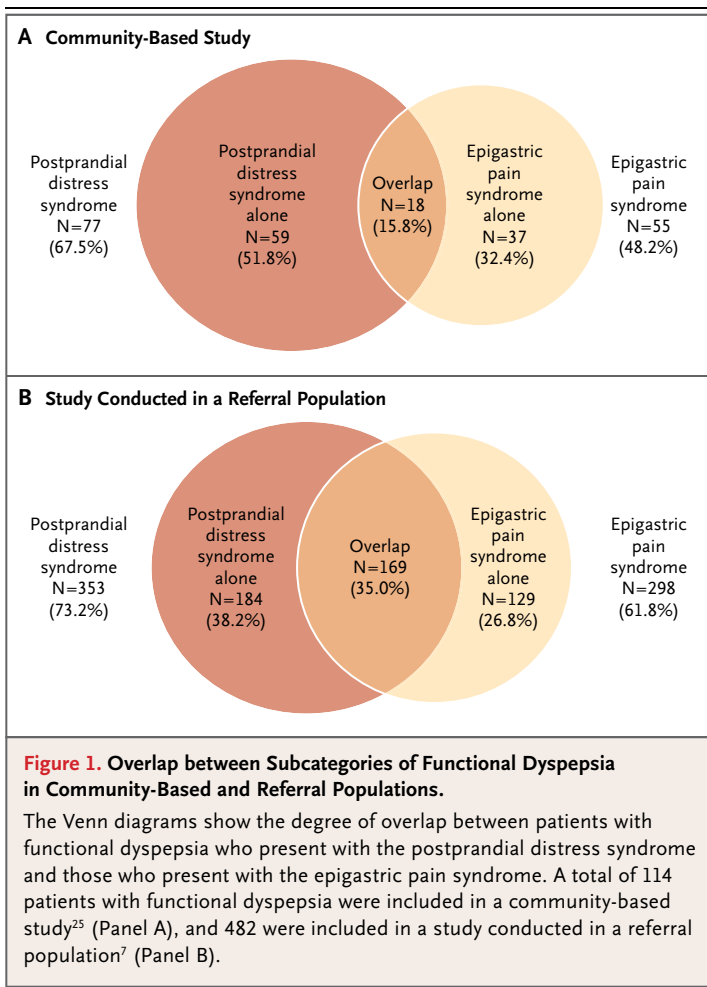 A Community-Based Study
Postprandial
distress
syndrome
N=77
(67.5%)
Postprandial
distress
syndrome
alone
N=59
(51.8%)
Overlap
N=18
(15.8%)
Epigastric
pain
syndrome
alone
N=37
(32.4%)
Epigastric
pain
syndrome
N=55
(48.2%)
B Study Conducted in a Referral Population
Postprandial
distress
syndrome
N=353
(73.2%)
Postprandial
distress
syndrome
alone
N=184
(38.2%)
Overlap
N=169
(35.0%)
Epigastric
pain
syndrome
alone
N=129
(26.8%)
Epigastric
pain
syndrome
N=298
(61.8%)
Figure 1. Overlap between Subcategories of Functional Dyspepsia
in Community-Based and Referral Populations.
The Venn diagrams show the degree of overlap between patients with
functional dyspepsia who present with the postprandial distress syndrome
and those who present with the epigastric pain syndrome. A total of 114
patients with functional dyspepsia were included in a community-based
study²⁵ (Panel A), and 482 were included in a study conducted in a referral
population⁷ (Panel B).